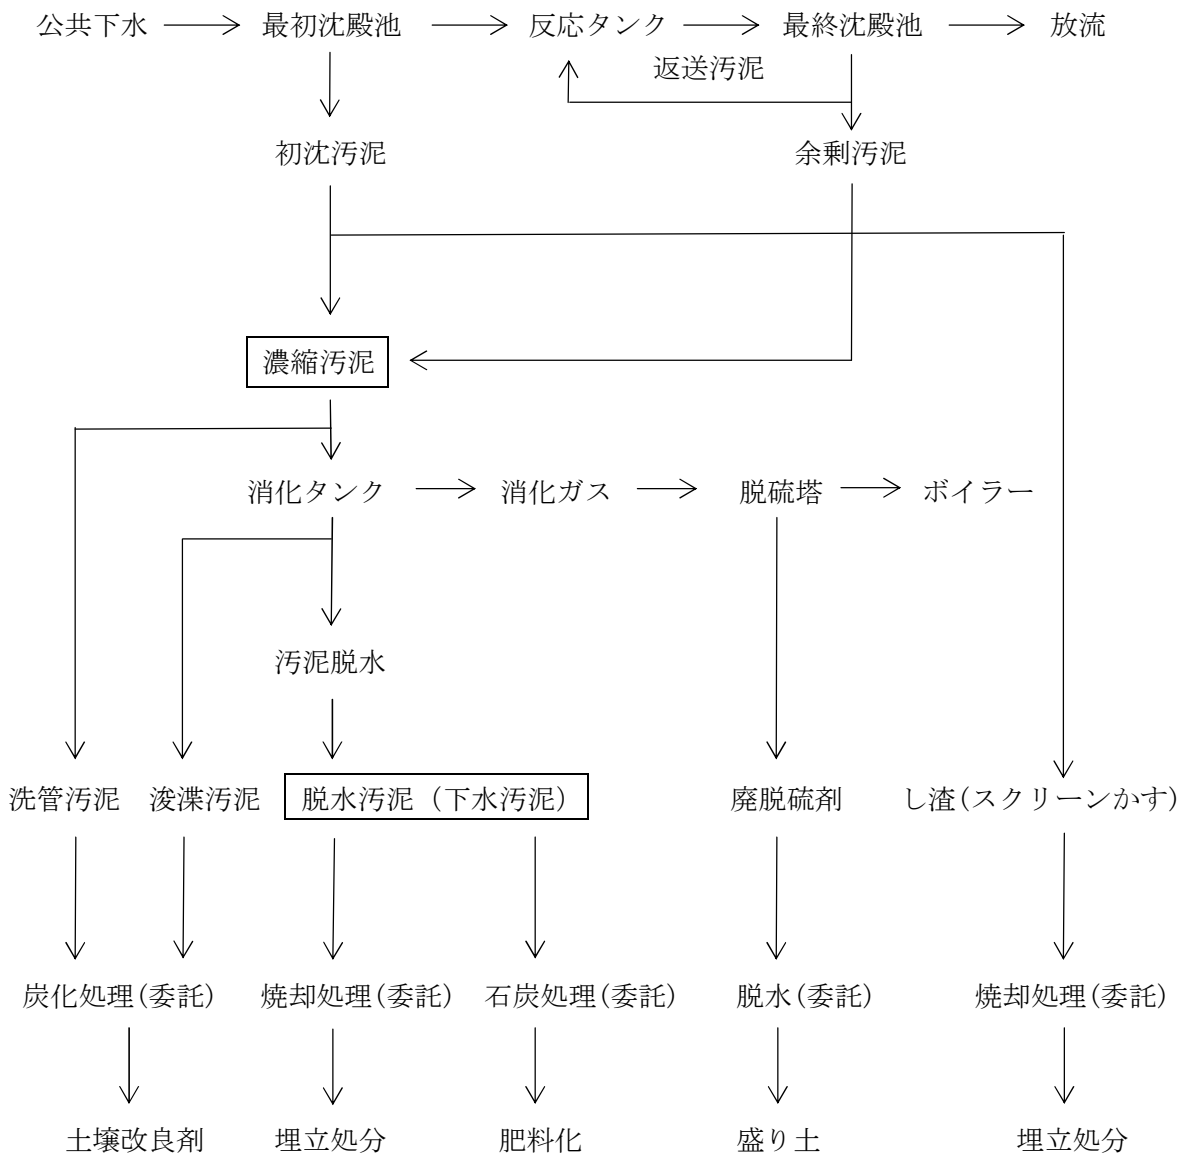 公共下水 最初沈殿池 反応タンク 最終沈殿池 放流
返送汚泥
初沈汚泥 余剰汚泥
濃縮汚泥
消化タンク 消化ガス 脱硫塔 ボイラー
汚泥脱水
洗管汚泥 浚渫汚泥 脱水汚泥（下水汚泥） 廃脱硫剤 し渣(スクリーンかす)
炭化処理(委託) 焼却処理(委託) 石炭処理(委託) 脱水(委託) 焼却処理(委託)
土壌改良剤 埋立処分 肥料化 盛り土 埋立処分